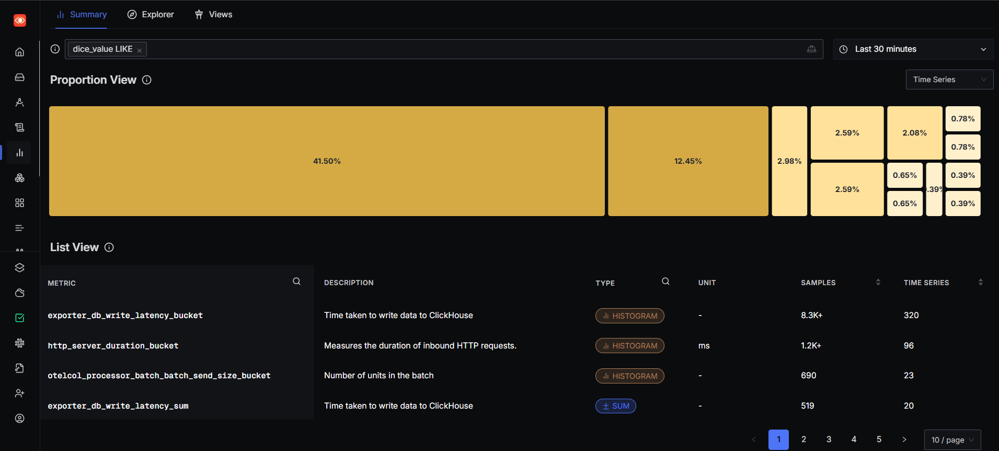 Summary Explorer Views
dice_value LIKE × Last 30 minutes
Proportion View Time Series
41.50% 12.45% 2.98% 2.59% 2.08% 0.78%
0.78%
2.59% 0.65% .39% 0.39%
0.65% 0.39%
List View
METRIC DESCRIPTION TYPE UNIT SAMPLES TIME SERIES
exporter_db_write_latency_bucket Time taken to write data to ClickHouse HISTOGRAM - 8.3K+ 320
http_server_duration_bucket Measures the duration of inbound HTTP requests. HISTOGRAM ms 1.2K+ 96
otelcol_processor_batch_batch_send_size_bucket Number of units in the batch HISTOGRAM - 690 23
exporter_db_write_latency_sum Time taken to write data to ClickHouse SUM - 519 20
< 1 2 3 4 5 > 10 / page